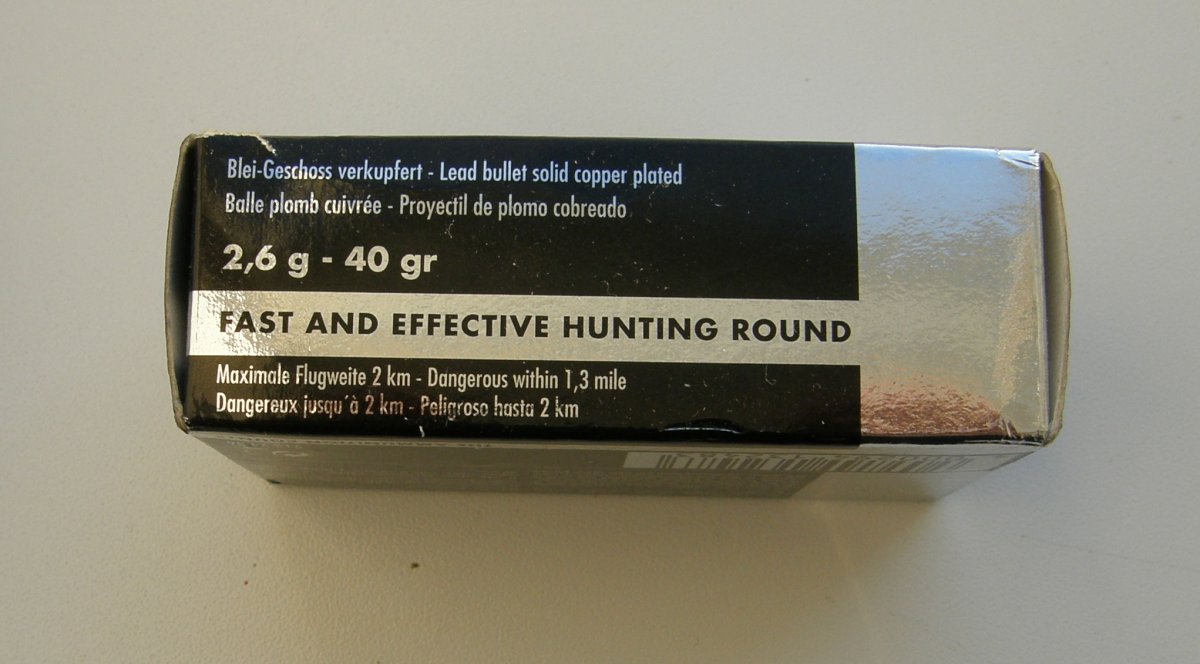 Blei-Geschoss verkupfert - Lead bullet solid copper plated
Balle plomb cuivrée - Proyectil de plomo cobreado
2,6 g - 40 gr
FAST AND EFFECTIVE HUNTING ROUND
Maximale Flugweite 2 km - Dangerous within 1,3 mile
Dangereux jusqu´à 2 km - Peligroso hasta 2 km